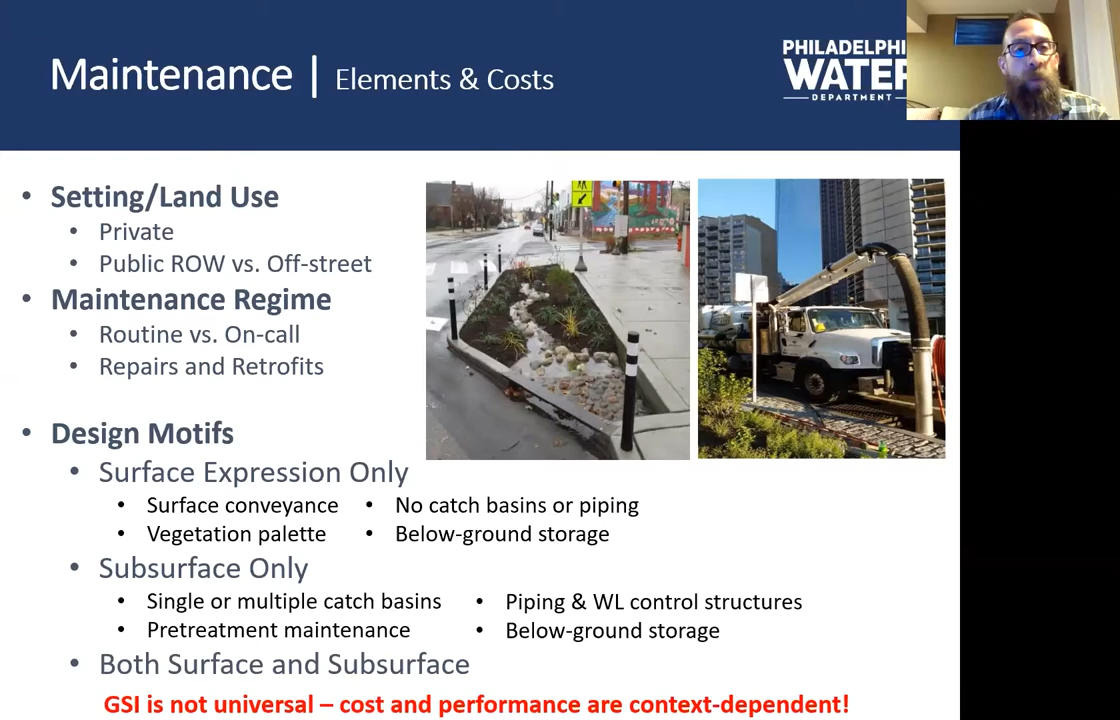 Maintenance | Elements & Costs
PHILADELPHI
WATER
DEPARTMENT
• Setting/Land Use
• Private
• Public ROW vs. Off-street
• Maintenance Regime
• Routine vs. On-call
• Repairs and Retrofits
• Design Motifs
• Surface Expression Only
• Surface conveyance • No catch basins or piping
• Vegetation palette • Below-ground storage
• Subsurface Only
• Single or multiple catch basins • Piping & WL control structures
• Pretreatment maintenance • Below-ground storage
• Both Surface and Subsurface
GSI is not universal – cost and performance are context-dependent!